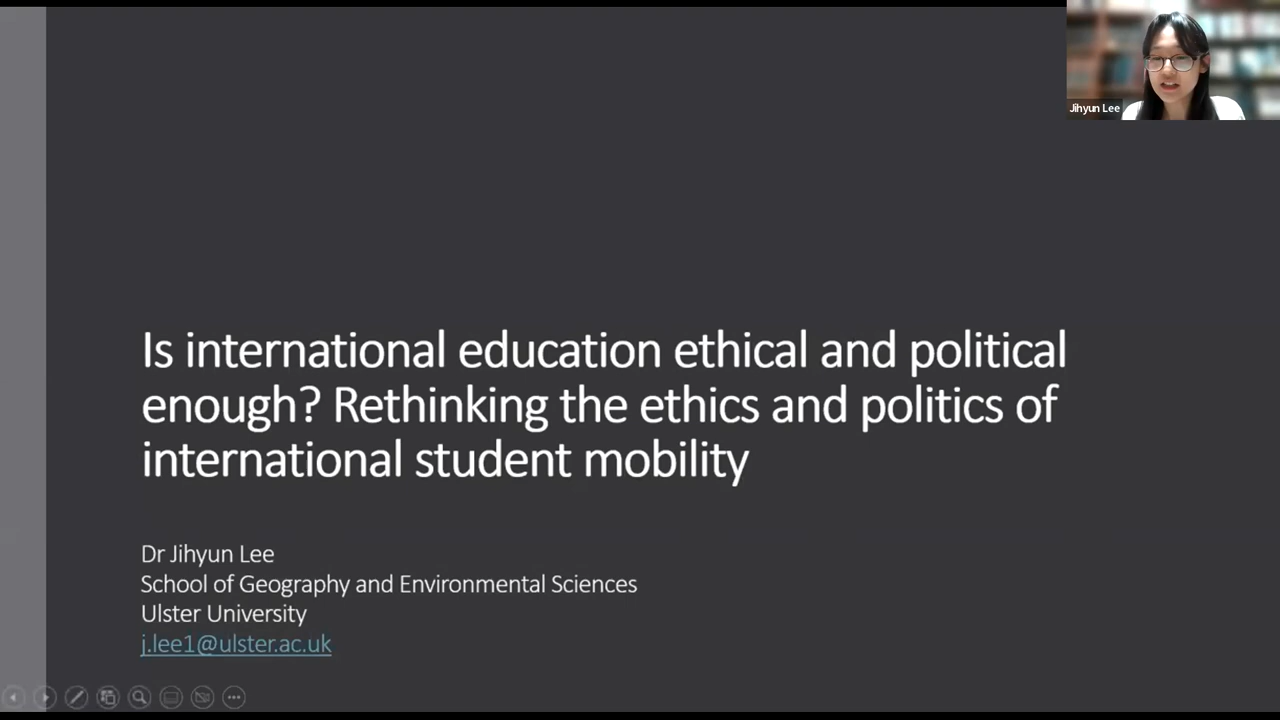 Jihyun Lee
Is international education ethical and political
enough? Rethinking the ethics and politics of
international student mobility
Dr Jihyun Lee
School of Geography and Environmental Sciences
Ulster University
j.lee1@ulster.ac.uk